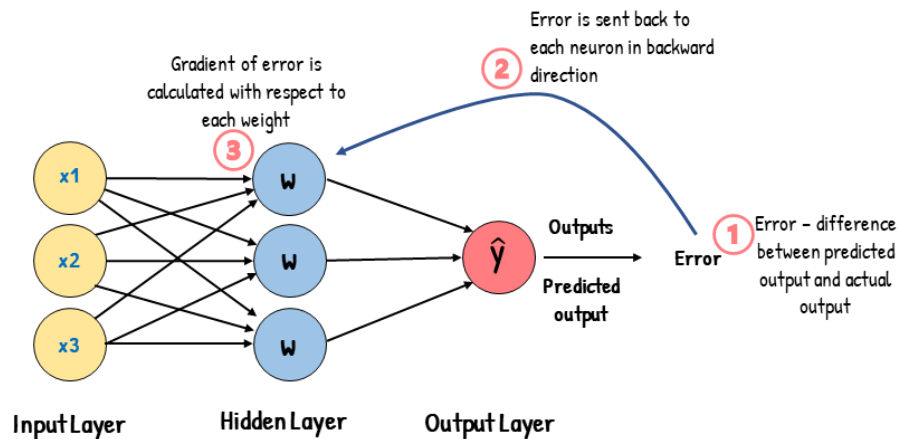 Error is sent back to
each neuron in backward
direction
2
Gradient of error is
calculated with respect to
each weight
3
x1
x2
x3
w
w
w
ŷ
Outputs
Predicted
output
Error
1
Error – difference
between predicted
output and actual
output
Input Layer
Hidden Layer
Output Layer